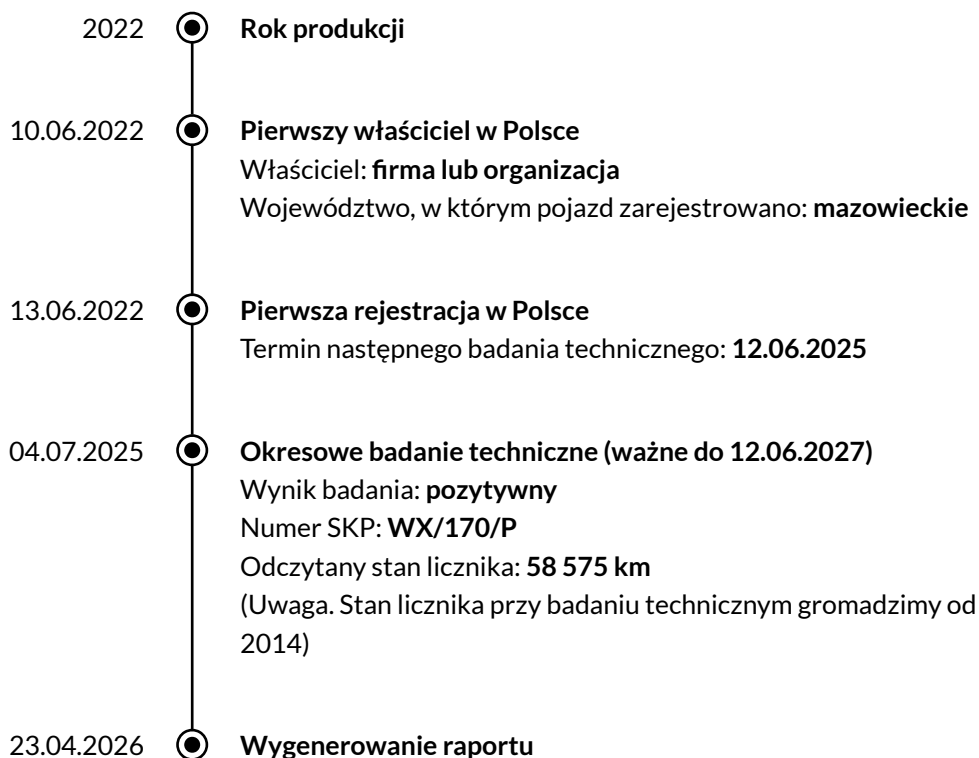 2022 Rok produkcji
10.06.2022 Pierwszy właściciel w Polsce
Właściciel: firma lub organizacja
Województwo, w którym pojazd zarejestrowano: mazowieckie
13.06.2022 Pierwsza rejestracja w Polsce
Termin następnego badania technicznego: 12.06.2025
04.07.2025 Okresowe badanie techniczne (ważne do 12.06.2027)
Wynik badania: pozytywny
Numer SKP: WX/170/P
Odczytany stan licznika: 58 575 km
(Uwaga. Stan licznika przy badaniu technicznym gromadzimy od
2014)
23.04.2026 Wygenerowanie raportu